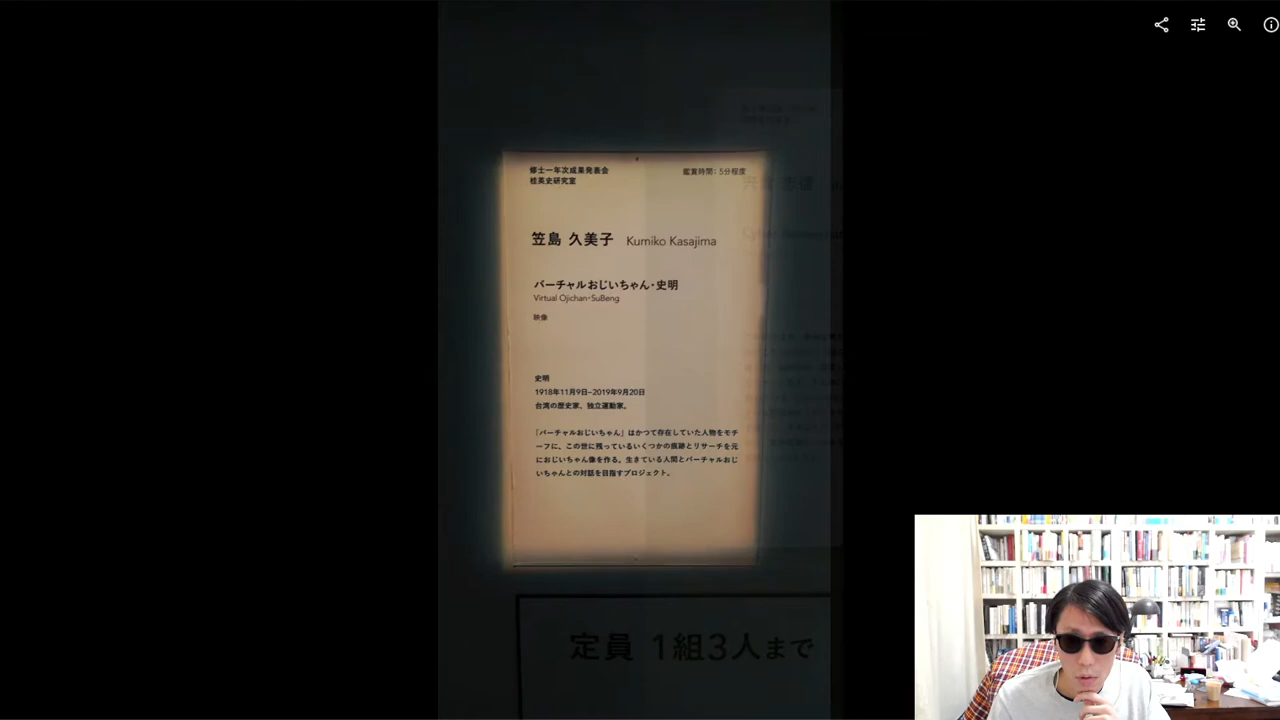 修士一年次成果発表会
桂英史研究室
鑑賞時間：5分程度
笠島 久美子 Kumiko Kasajima
バーチャルおじいちゃん・史明
Virtual Ojichan・SuBeng
映像
史明
1918年11月9日−2019年9月20日
台湾の歴史家、独立運動家。
「バーチャルおじいちゃん」はかつて存在していた人物をモチ
ーフに、この世に残っているいくつかの痕跡とリサーチを元
におじいちゃん像を作る。生きている人間とバーチャルおじ
いちゃんとの対話を目指すプロジェクト。
定員 1組3人まで